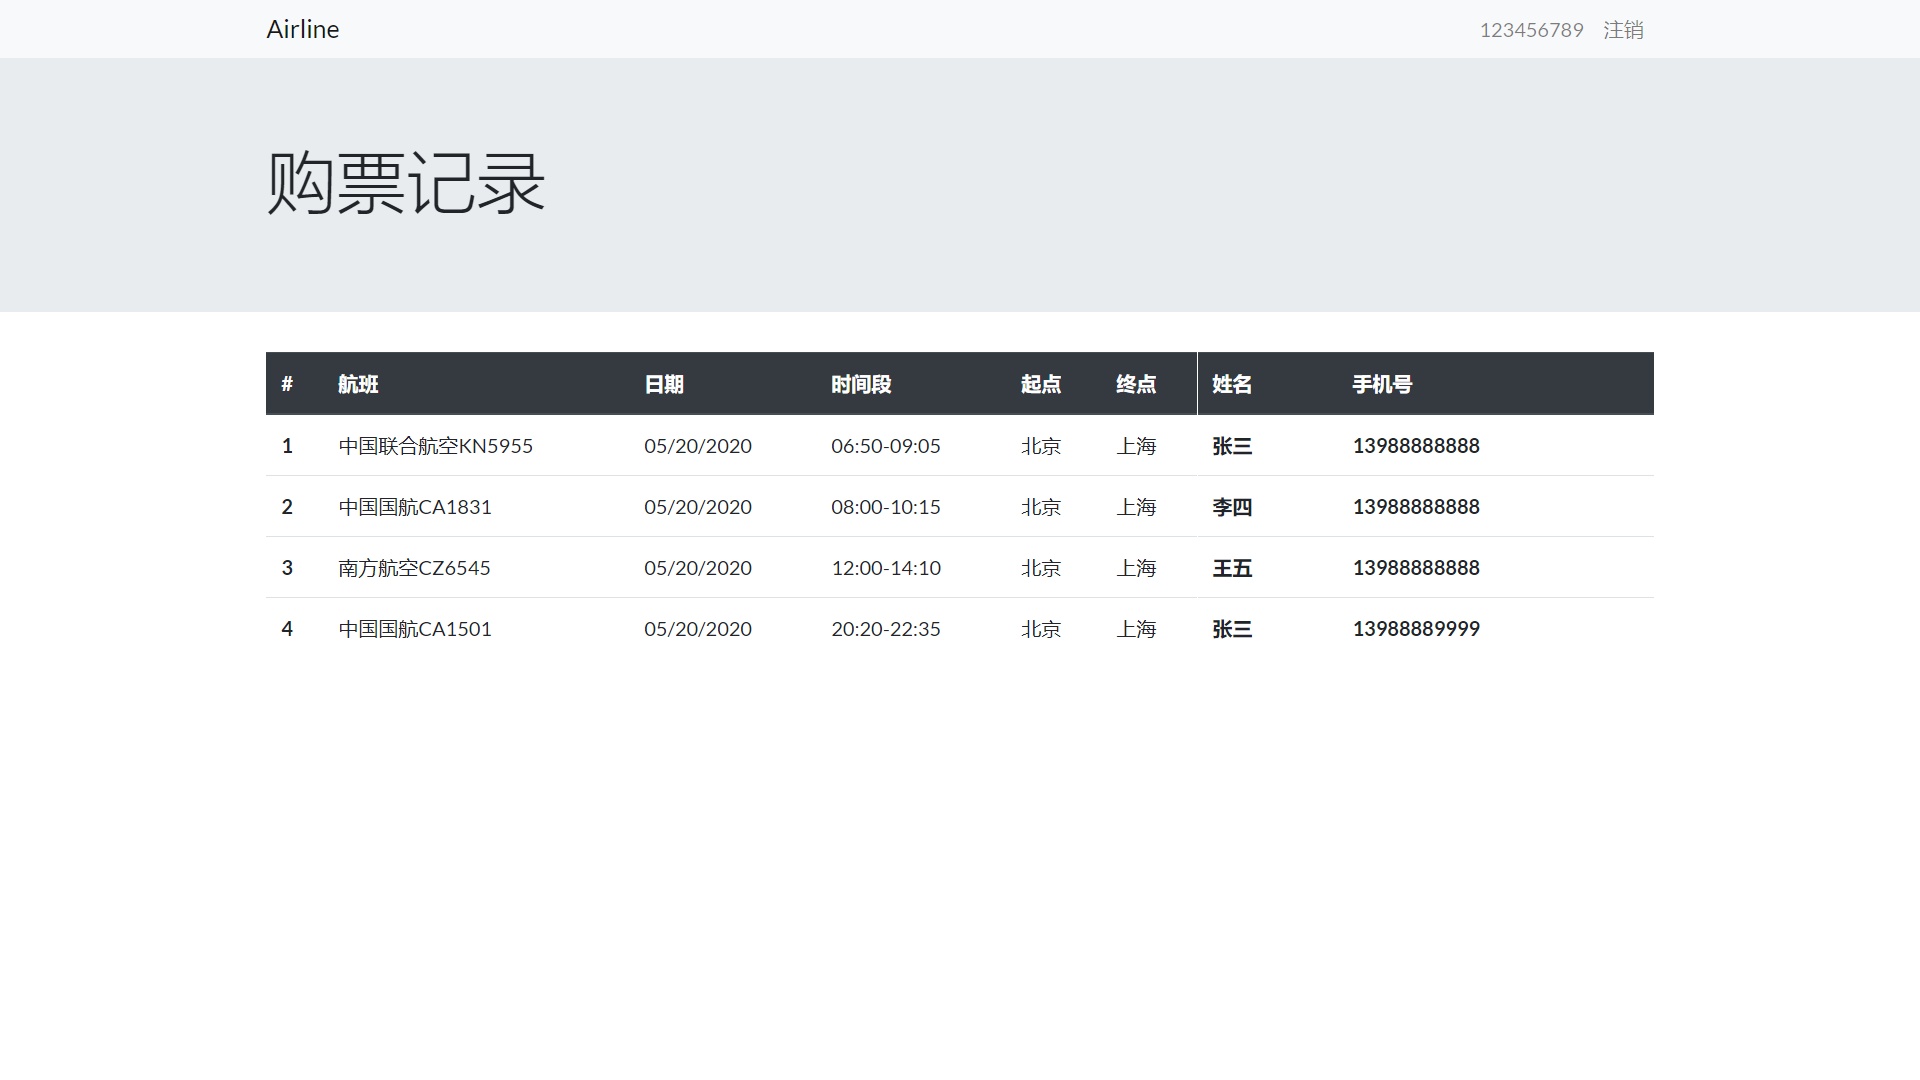 Airline 123456789 注销
购票记录
# 航班 日期 时间段 起点 终点 姓名 手机号
1 中国联合航空KN5955 05/20/2020 06:50-09:05 北京 上海 张三 13988888888
2 中国国航CA1831 05/20/2020 08:00-10:15 北京 上海 李四 13988888888
3 南方航空CZ6545 05/20/2020 12:00-14:10 北京 上海 王五 13988888888
4 中国国航CA1501 05/20/2020 20:20-22:35 北京 上海 张三 13988889999